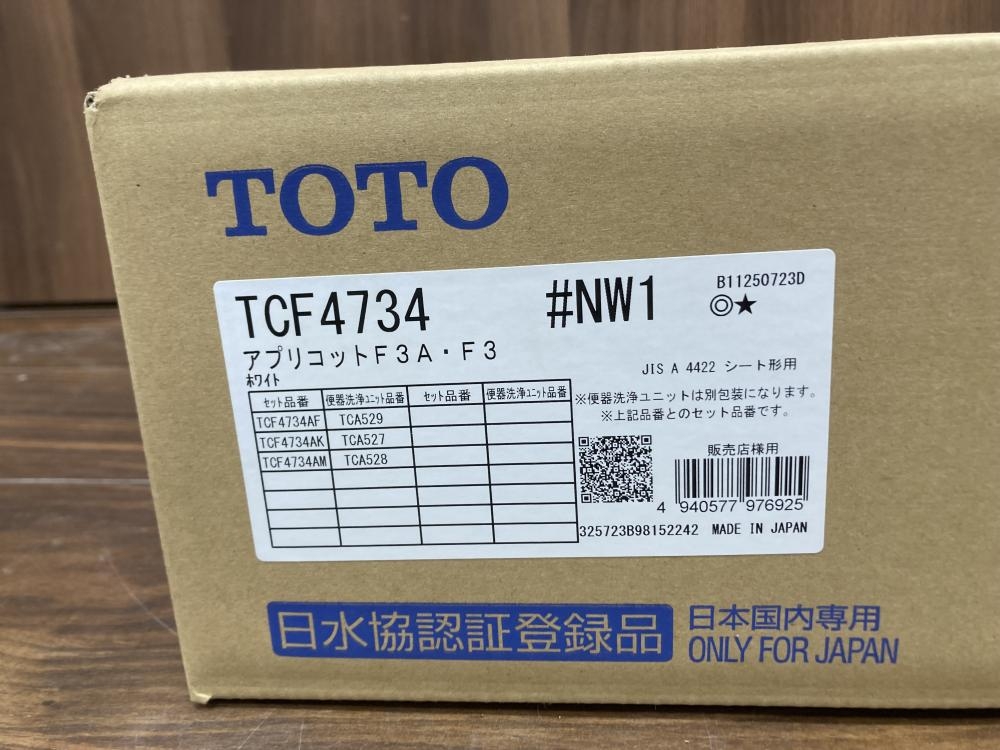 TOTO
TCF4734 #NW1 B11250723D
◎★
アプリコットF3A・F3
ホワイト
JIS A 4422 シート形用
セット品番 便器洗浄ユニット品番 セット品番 便器洗浄ユニット品番
TCF4734AF TCA529
TCF4734AK TCA527
TCF4734AM TCA528
※便器洗浄ユニットは別包装になります。
※上記品番とのセット品番です。
販売店様用
4 940577 976925
325723B98152242 MADE IN JAPAN
日水協認証登録品
日本国内専用
ONLY FOR JAPAN